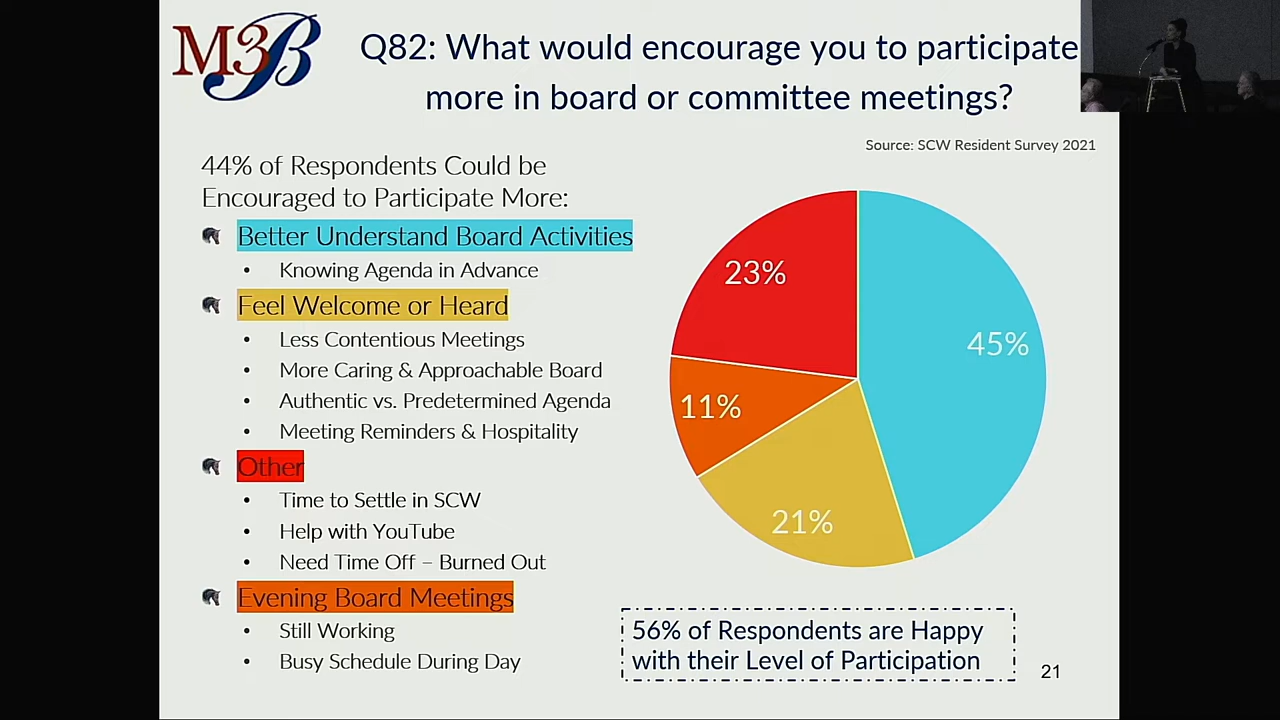 M3B
Q82: What would encourage you to participate
more in board or committee meetings?
Source: SCW Resident Survey 2021
44% of Respondents Could be
Encouraged to Participate More:
Better Understand Board Activities
• Knowing Agenda in Advance
Feel Welcome or Heard
• Less Contentious Meetings
• More Caring & Approachable Board
• Authentic vs. Predetermined Agenda
• Meeting Reminders & Hospitality
Other
• Time to Settle in SCW
• Help with YouTube
• Need Time Off – Burned Out
Evening Board Meetings
• Still Working
• Busy Schedule During Day
23%
45%
11%
21%
56% of Respondents are Happy
with their Level of Participation
21